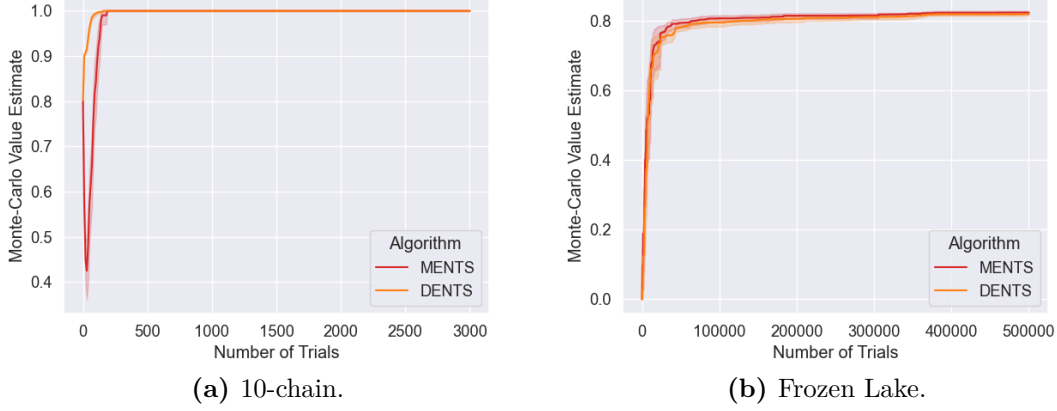 Monte-Carlo Value Estimate
1.0
0.9
0.8
0.7
0.6
0.5
0.4
0 500 1000 1500 2000 2500 3000
Number of Trials
Algorithm
MENTS
DENTS
(a) 10-chain.
Monte-Carlo Value Estimate
0.8
0.6
0.4
0.2
0.0
0 100000 200000 300000 400000 500000
Number of Trials
Algorithm
MENTS
DENTS
(b) Frozen Lake.